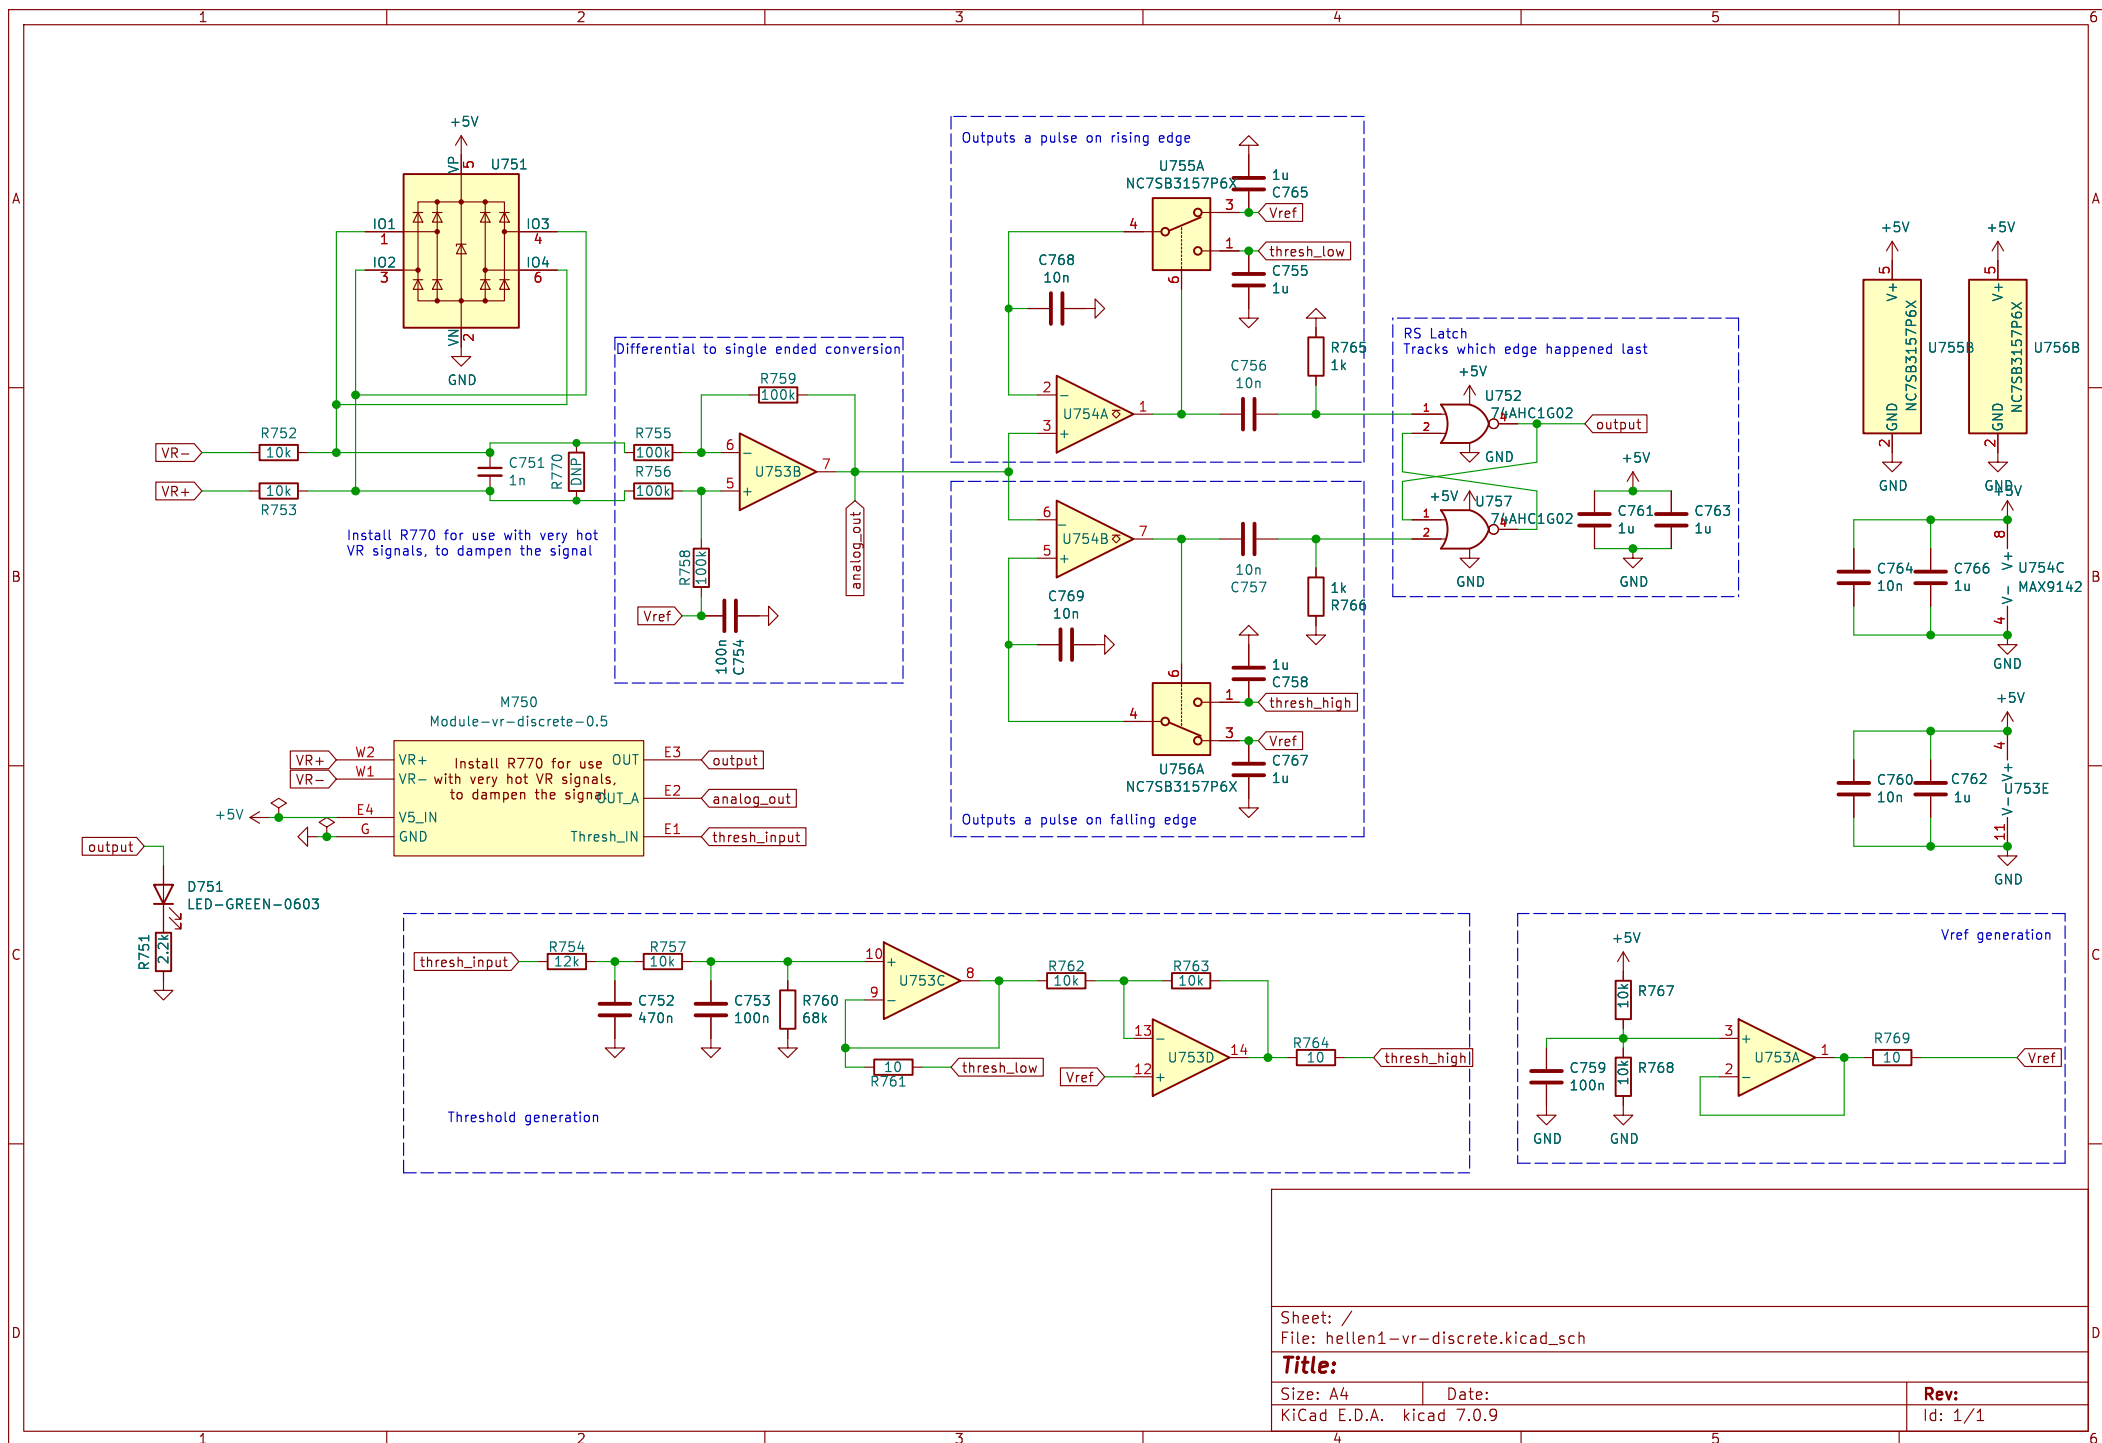 1 2 3 4 5 6
A
B
C
D
A
B
C
D
1 2 3 4 5 6
+5V
U751
VP
5
IO1
1
IO2
3
IO3
4
IO4
6
VN
2
GND
VR-
R752
10k
VR+
10k
R753
C751
1n
R770
DNP
Install R770 for use with very hot
VR signals, to dampen the signal
Differential to single ended conversion
R759
100k
R755
100k
R756
100k
6
5
7
-
+
U753B
R758
100k
Vref
100n
C754
analog_out
Outputs a pulse on rising edge
U755A
NC7SB3157P6X
4
3
1
6
1u
C765
Vref
thresh_low
C755
1u
C768
10n
2
3
1
-
+
U754A
C756
10n
R765
1k
6
5
7
-
+
U754B
10n
C757
1k
R766
C769
10n
6
4
1
3
1u
C758
thresh_high
Vref
C767
1u
U756A
NC7SB3157P6X
Outputs a pulse on falling edge
RS Latch
Tracks which edge happened last
+5V
U752
74AHC1G02
1
2
4
GND
output
+5V
U757
74AHC1G02
1
2
4
GND
+5V
C761
1u
C763
1u
GND
+5V
5
V+
NC7SB3157P6X
GND
2
U755B
GND
+5V
5
V+
NC7SB3157P6X
GND
2
U756B
GND
+5V
8
V+
V-
4
C764
10n
C766
1u
U754C
MAX9142
GND
+5V
4
V+
V-
11
C760
10n
C762
1u
U753E
GND
M750
Module-vr-discrete-0.5
VR+
W2
VR+
VR-
W1
VR-
+5V
E4
V5_IN
G
GND
Install R770 for use
with very hot VR signals,
to dampen the signal
OUT
E3
output
OUT_A
E2
analog_out
Thresh_IN
E1
thresh_input
output
D751
LED-GREEN-0603
R751
2.2k
thresh_input
R754
12k
R757
10k
C752
470n
C753
100n
R760
68k
10
9
8
+
-
U753C
10
R761
thresh_low
R762
10k
R763
10k
13
12
14
-
+
U753D
Vref
R764
10
thresh_high
Threshold generation
Vref generation
+5V
10k
R767
10k
R768
C759
100n
GND
GND
3
2
1
+
-
U753A
R769
10
Vref
Sheet: /
File: hellen1-vr-discrete.kicad_sch
Title:
Size: A4
Date:
Rev:
KiCad E.D.A.  kicad 7.0.9
Id: 1/1